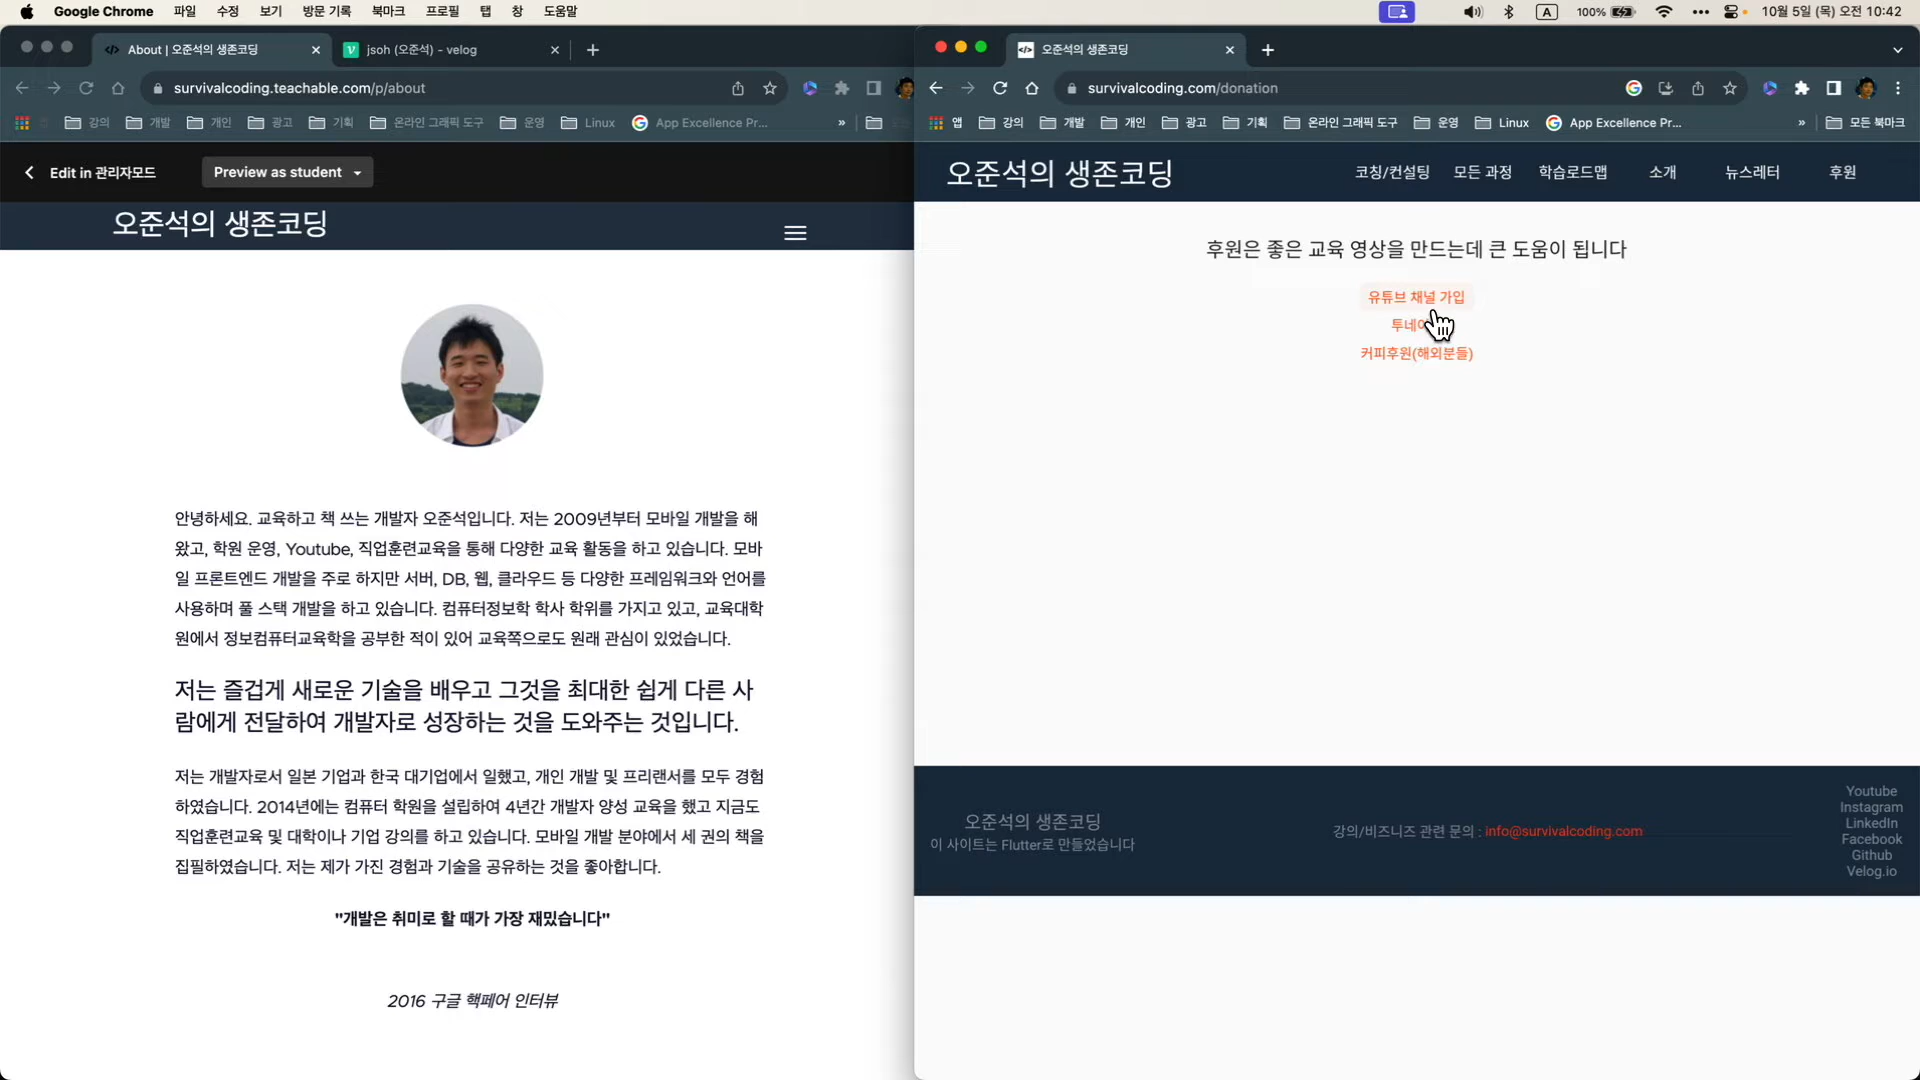 Google Chrome 파일 수정 보기 방문 기록 북마크 프로필 탭 창 도움말 A 100% 10월 5일 (목) 오전 10:42
About | 오준석의 생존코딩
jsoh (오준석) - velog
survivalcoding.teachable.com/p/about
강의 개발 개인 광고 기획 온라인 그래픽 도구 운영 Linux App Excellence Pr... »
Edit in 관리자모드
Preview as student
오준석의 생존코딩
안녕하세요. 교육하고 책 쓰는 개발자 오준석입니다. 저는 2009년부터 모바일 개발을 해
왔고, 학원 운영, Youtube, 직업훈련교육을 통해 다양한 교육 활동을 하고 있습니다. 모바
일 프론트엔드 개발을 주로 하지만 서버, DB, 웹, 클라우드 등 다양한 프레임워크와 언어를
사용하며 풀 스택 개발을 하고 있습니다. 컴퓨터정보학 학사 학위를 가지고 있고, 교육대학
원에서 정보컴퓨터교육학을 공부한 적이 있어 교육쪽으로도 원래 관심이 있었습니다.
저는 즐겁게 새로운 기술을 배우고 그것을 최대한 쉽게 다른 사
람에게 전달하여 개발자로 성장하는 것을 도와주는 것입니다.
저는 개발자로서 일본 기업과 한국 대기업에서 일했고, 개인 개발 및 프리랜서를 모두 경험
하였습니다. 2014년에는 컴퓨터 학원을 설립하여 4년간 개발자 양성 교육을 했고 지금도
직업훈련교육 및 대학이나 기업 강의를 하고 있습니다. 모바일 개발 분야에서 세 권의 책을
집필하였습니다. 저는 제가 가진 경험과 기술을 공유하는 것을 좋아합니다.
"개발은 취미로 할 때가 가장 재밌습니다"
2016 구글 핵페어 인터뷰
오준석의 생존코딩
survivalcoding.com/donation
앱 강의 개발 개인 광고 기획 온라인 그래픽 도구 운영 Linux App Excellence Pr... » 모든 북마크
오준석의 생존코딩
코칭/컨설팅 모든 과정 학습로드맵 소개 뉴스레터 후원
후원은 좋은 교육 영상을 만드는데 큰 도움이 됩니다
유튜브 채널 가입
투네
커피후원(해외분들)
오준석의 생존코딩
이 사이트는 Flutter로 만들었습니다
강의/비즈니스 관련 문의 : info@survivalcoding.com
Youtube
Instagram
LinkedIn
Facebook
Github
Velog.io